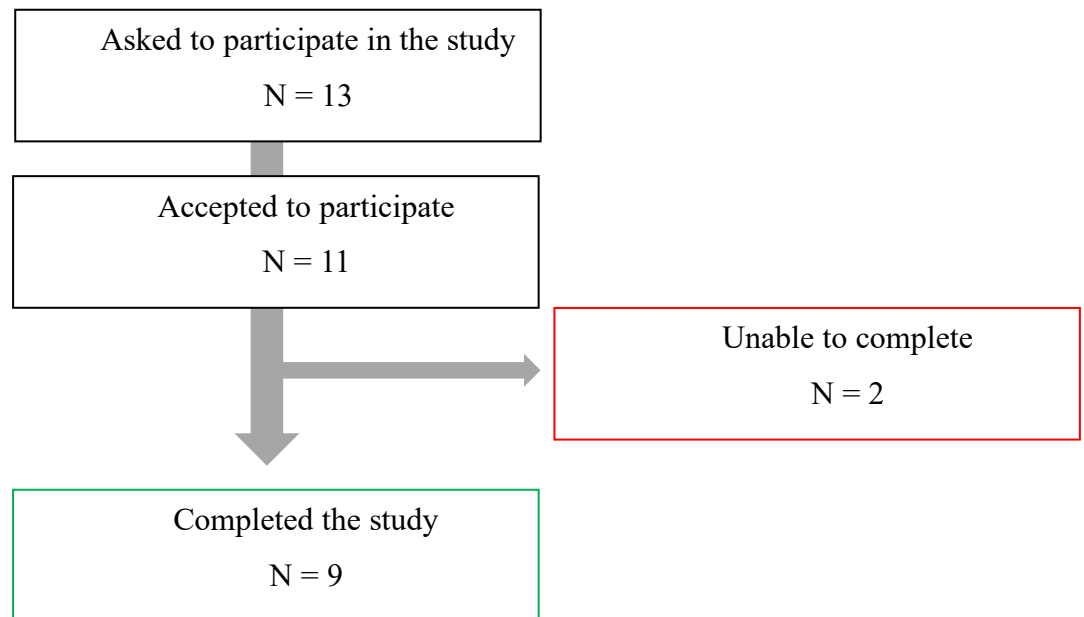 Asked to participate in the study
N = 13
Accepted to participate
N = 11
Unable to complete
N = 2
Completed the study
N = 9